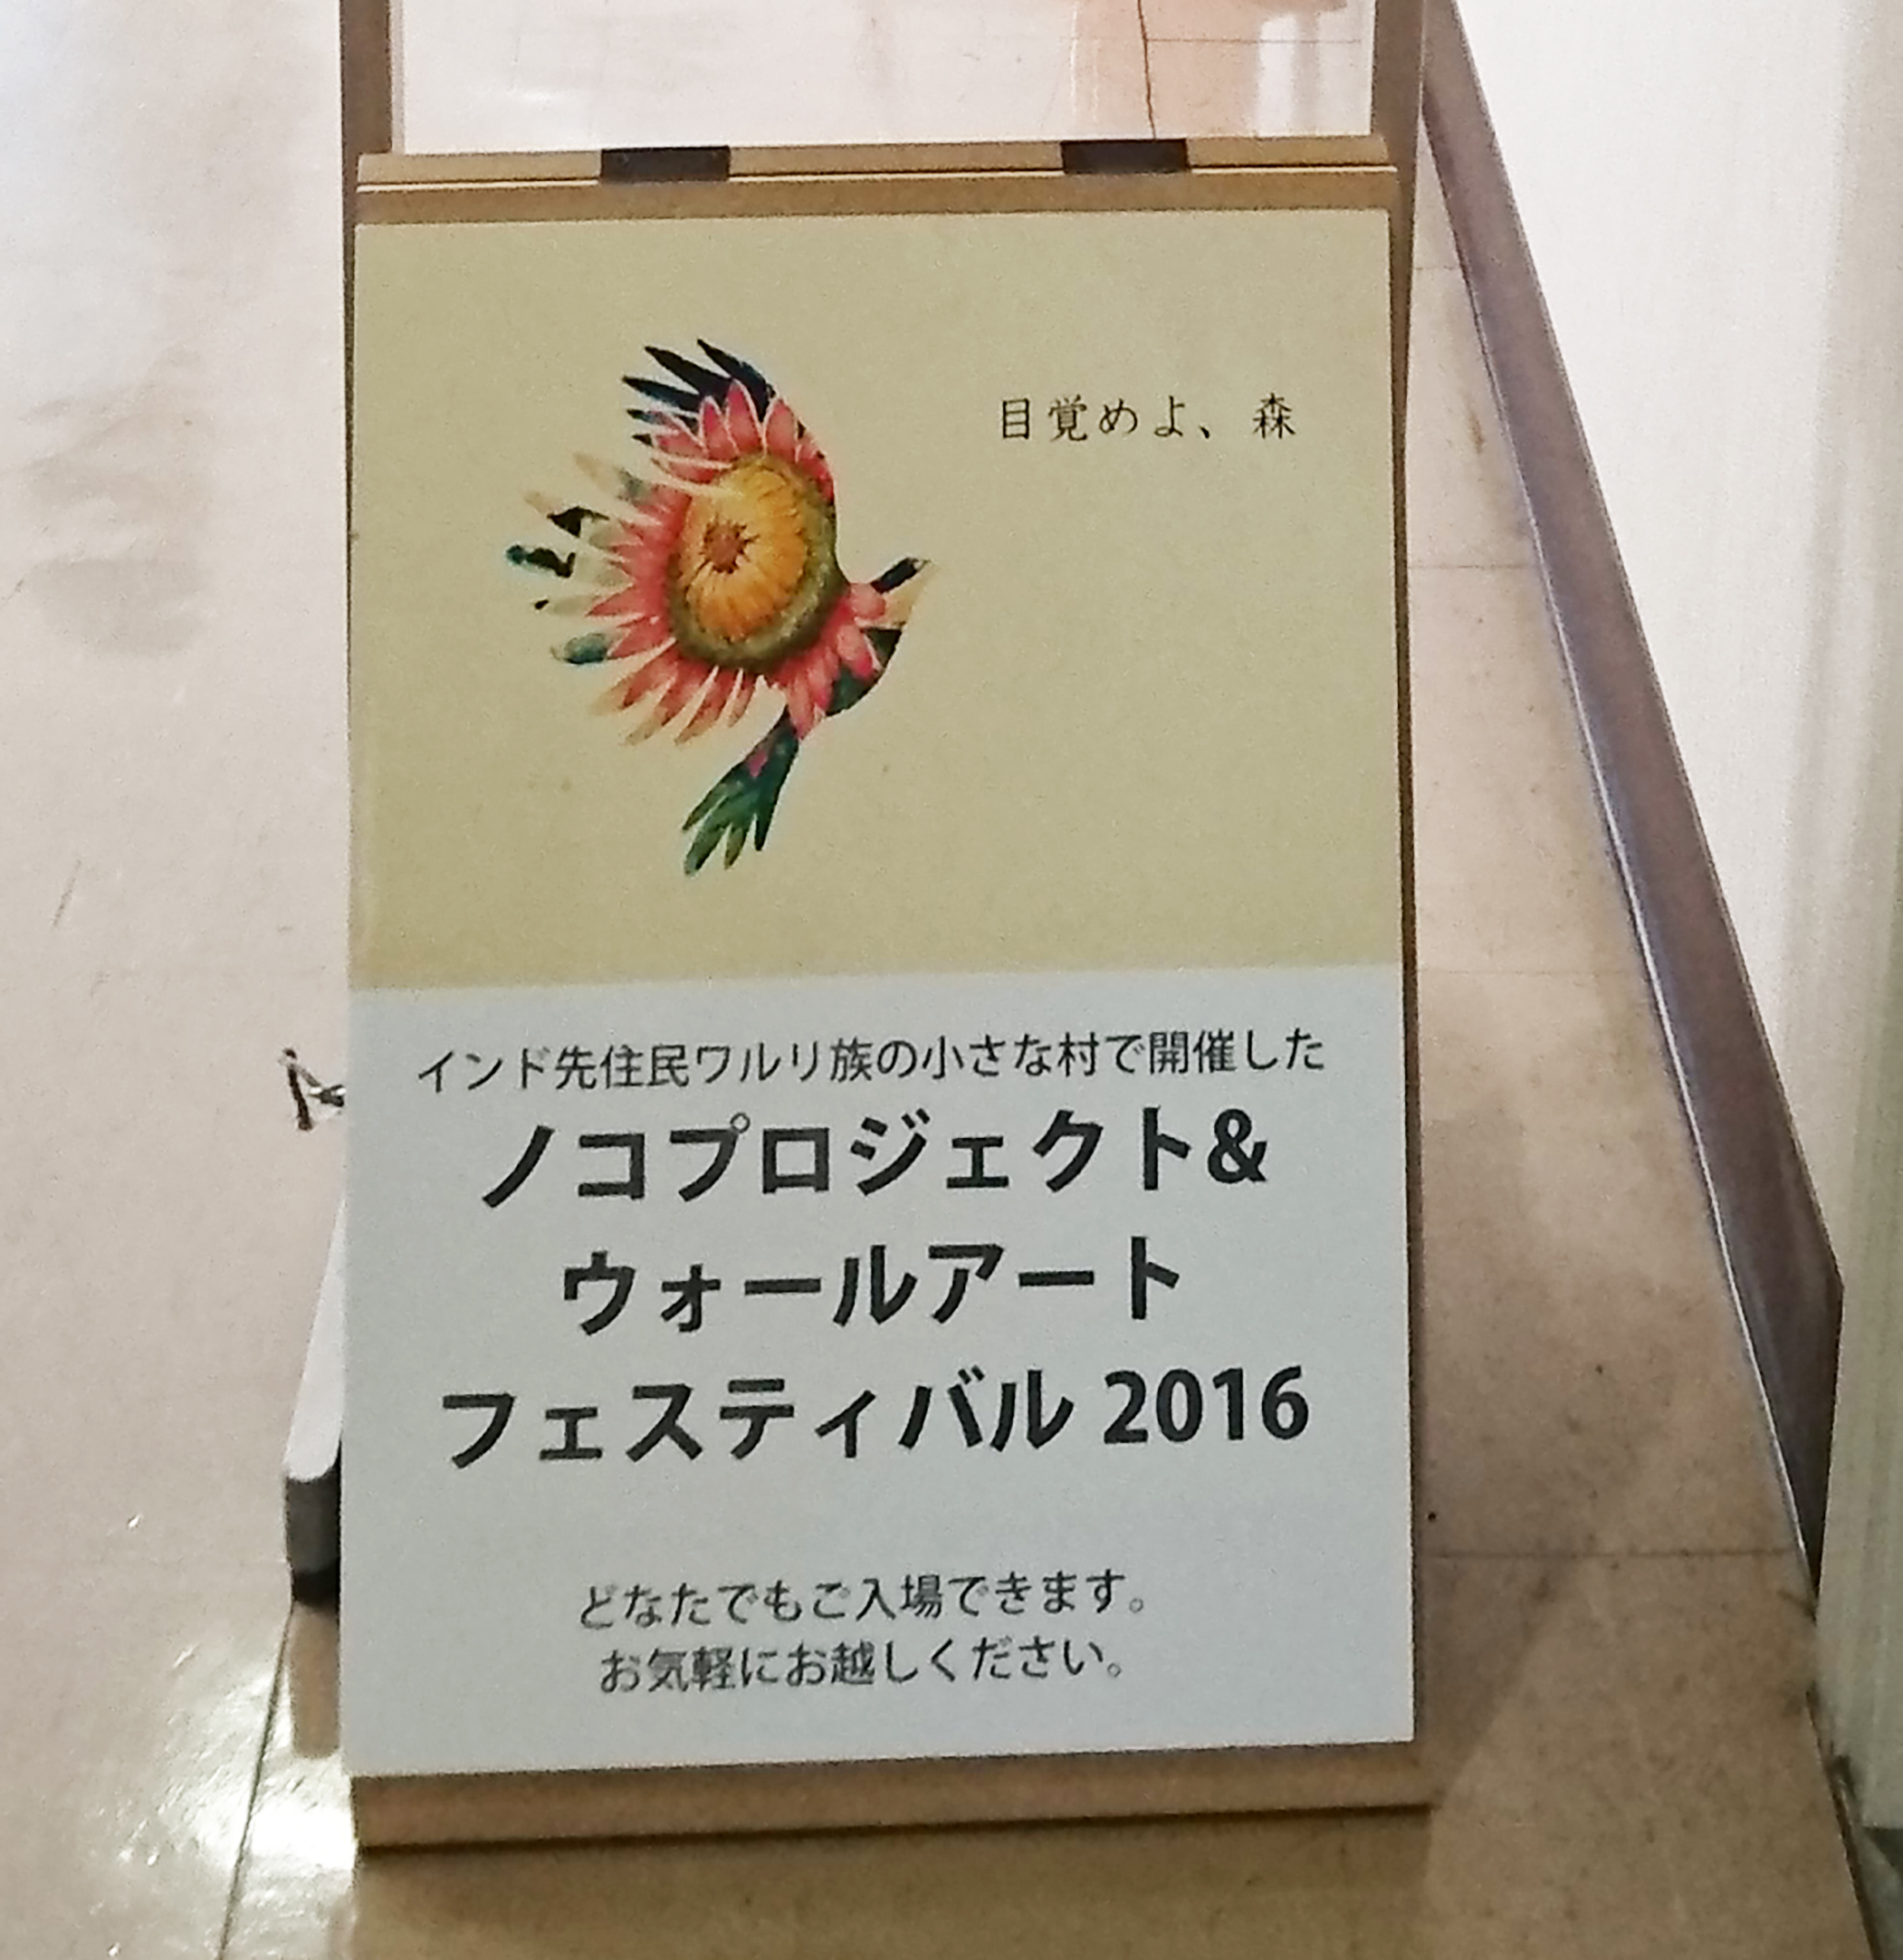 目覚めよ、森
インド先住民ワルリ族の小さな村で開催した
ノコプロジェクト&
ウォールアート
フェスティバル 2016
どなたでもご入場できます。
お気軽にお越しください。